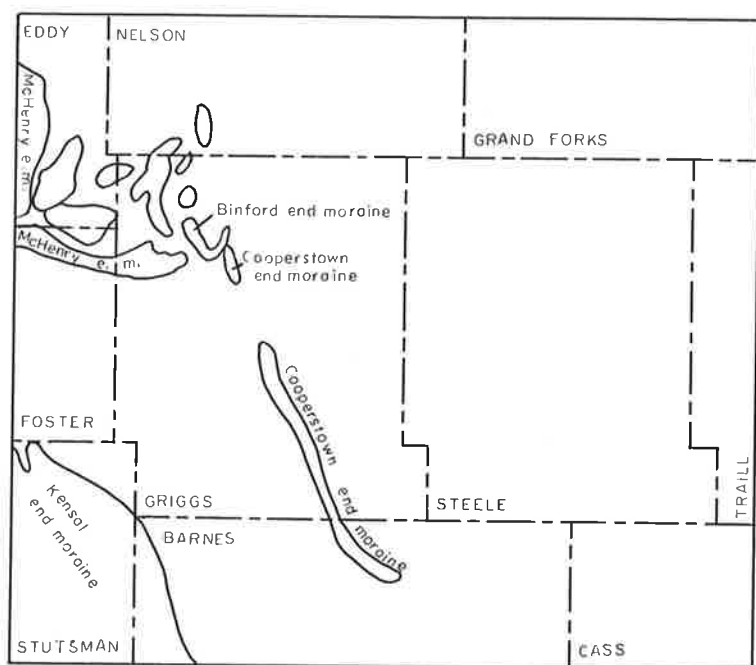 EDDY
NELSON
GRAND FORKS
McHenry e.m.
Binford end moraine
McHenry e. m.
Cooperstown
end moraine
Cooperstown end moraine
FOSTER
Kensal
end moraine
GRIGGS
STEELE
TRAILL
BARNES
STUTSMAN
CASS